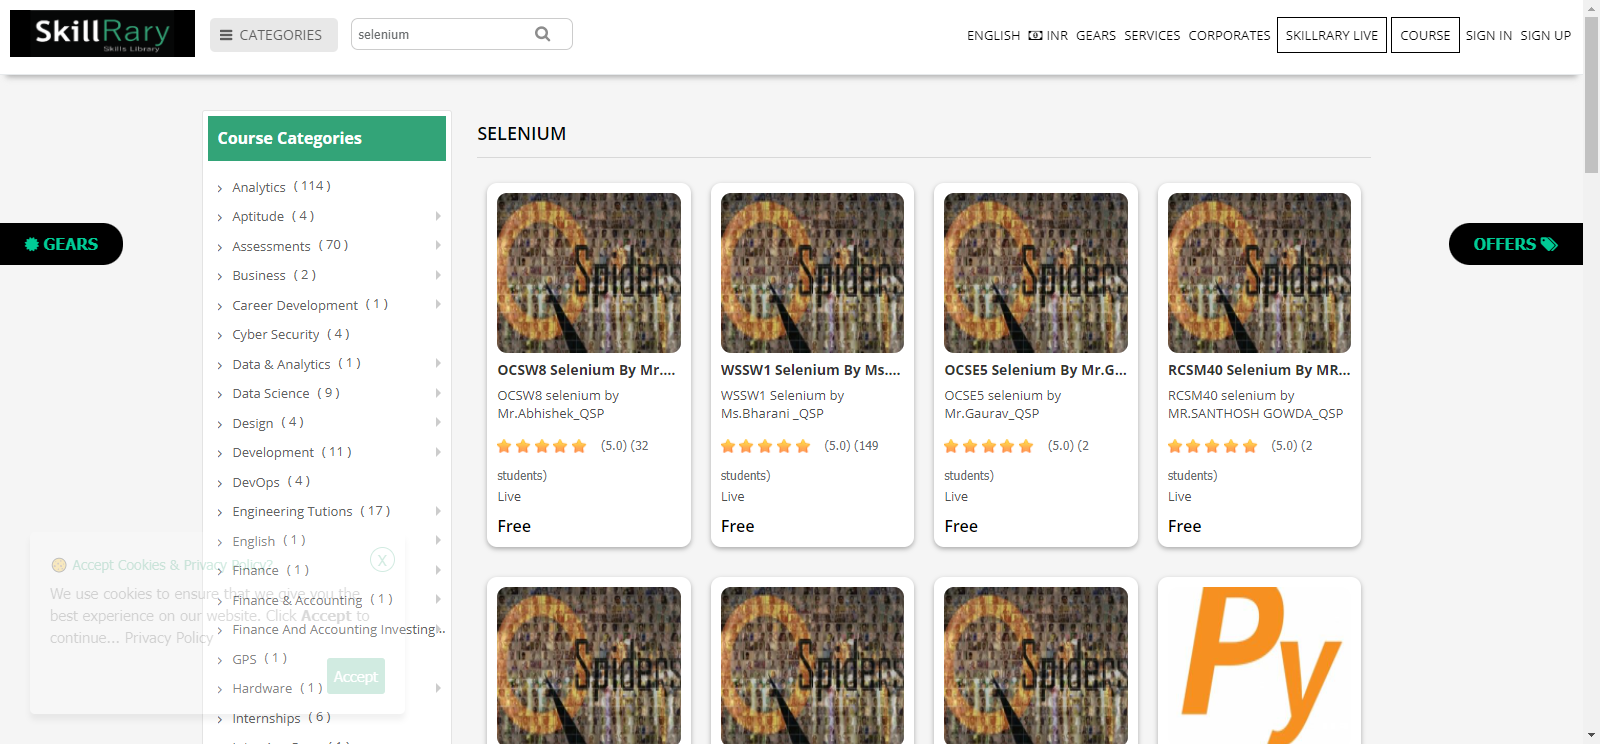 SkillRary
Skills Library
CATEGORIES
selenium
ENGLISH INR GEARS SERVICES CORPORATES SKILLRARY LIVE COURSE SIGN IN SIGN UP
GEARS
OFFERS
Course Categories
Analytics ( 114 )
Aptitude ( 4 )
Assessments ( 70 )
Business ( 2 )
Career Development ( 1 )
Cyber Security ( 4 )
Data & Analytics ( 1 )
Data Science ( 9 )
Design ( 4 )
Development ( 11 )
DevOps ( 4 )
Engineering Tutions ( 17 )
English ( 1 )
Finance ( 1 )
Finance & Accounting ( 1 )
Finance And Accounting Investing...
GPS ( 1 )
Hardware ( 1 )
Internships ( 6 )
Accept Cookies & Privacy Policy?
X
We use cookies to ensure that we give you the
best experience on our website. Click Accept to
continue... Privacy Policy
Accept
SELENIUM
Spiders
OCSW8 Selenium By Mr....
OCSW8 selenium by
Mr.Abhishek_QSP
(5.0) (32
students)
Live
Free
Spiders
WSSW1 Selenium By Ms....
WSSW1 Selenium by
Ms.Bharani _QSP
(5.0) (149
students)
Live
Free
Spiders
OCSE5 Selenium By Mr.G...
OCSE5 selenium by
Mr.Gaurav_QSP
(5.0) (2
students)
Live
Free
Spiders
RCSM40 Selenium By MR...
RCSM40 selenium by
MR.SANTHOSH GOWDA_QSP
(5.0) (2
students)
Live
Free
Spiders
Spiders
Spiders
Py